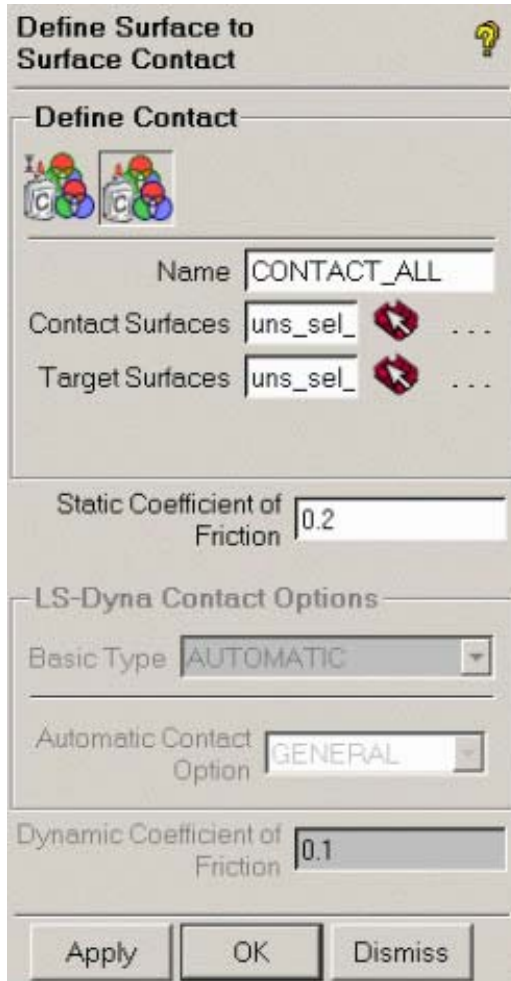 Define Surface to
Surface Contact
Define Contact
Name CONTACT_ALL
Contact Surfaces uns_sel_ ...
Target Surfaces uns_sel_ ...
Static Coefficient of
Friction 0.2
LS-Dyna Contact Options
Basic Type AUTOMATIC
Automatic Contact
Option GENERAL
Dynamic Coefficient of
Friction 0.1
Apply OK Dismiss